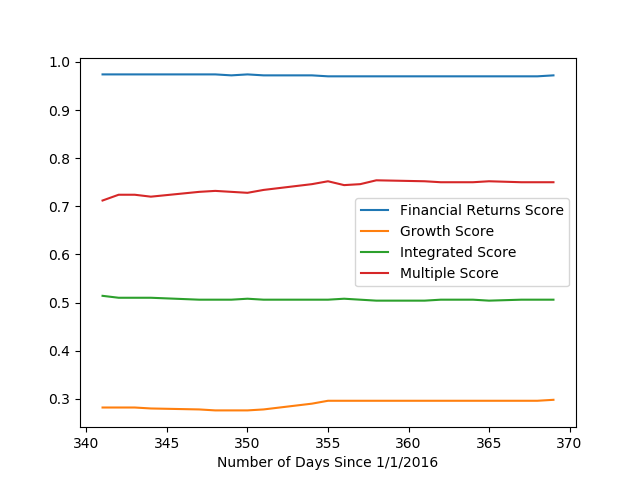 1.0
0.9
0.8
0.7
0.6
0.5
0.4
0.3
Financial Returns Score
Growth Score
Integrated Score
Multiple Score
340 345 350 355 360 365 370
Number of Days Since 1/1/2016